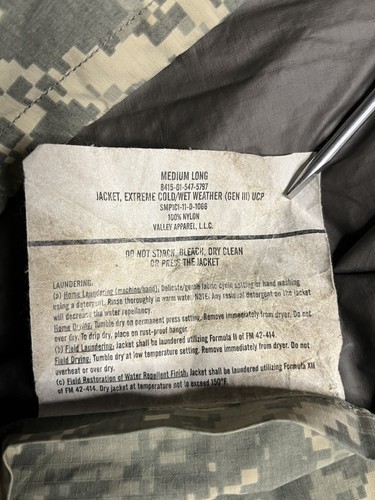 MEDIUM LONG
8415-01-547-5797
JACKET, EXTREME COLD/WET WEATHER (GEN III) UCP
SMPIC1-11-D-1066
100% NYLON
VALLEY APPAREL, L.L.C.
DO NOT STARCH, BLEACH, DRY CLEAN
OR PRESS THE JACKET
LAUNDERING:
(a) Home Laundering (machine/hand): Delicate/gentle fabric cycle setting or hand washing
using a detergent. Rinse thoroughly in warm water. NOTE: Any residual detergent on the jacket
will decrease the water repellancy.
Home Drying: Tumble dry on permanent press setting. Remove immediately from dryer. Do not
over dry. To drip dry, place on rust-proof hanger.
(b) Field Laundering: Jacket shall be laundered utilizing Formula II of FM 42-414.
Field Drying: Tumble dry at low temperature setting. Remove immediately from dryer. Do not
overheat or over dry.
(c) Field Restoration of Water Repellent Finish: Jacket shall be laundered utilizing Formula XII
of FM 42-414. Dry jacket at temperature not to exceed 150°F.